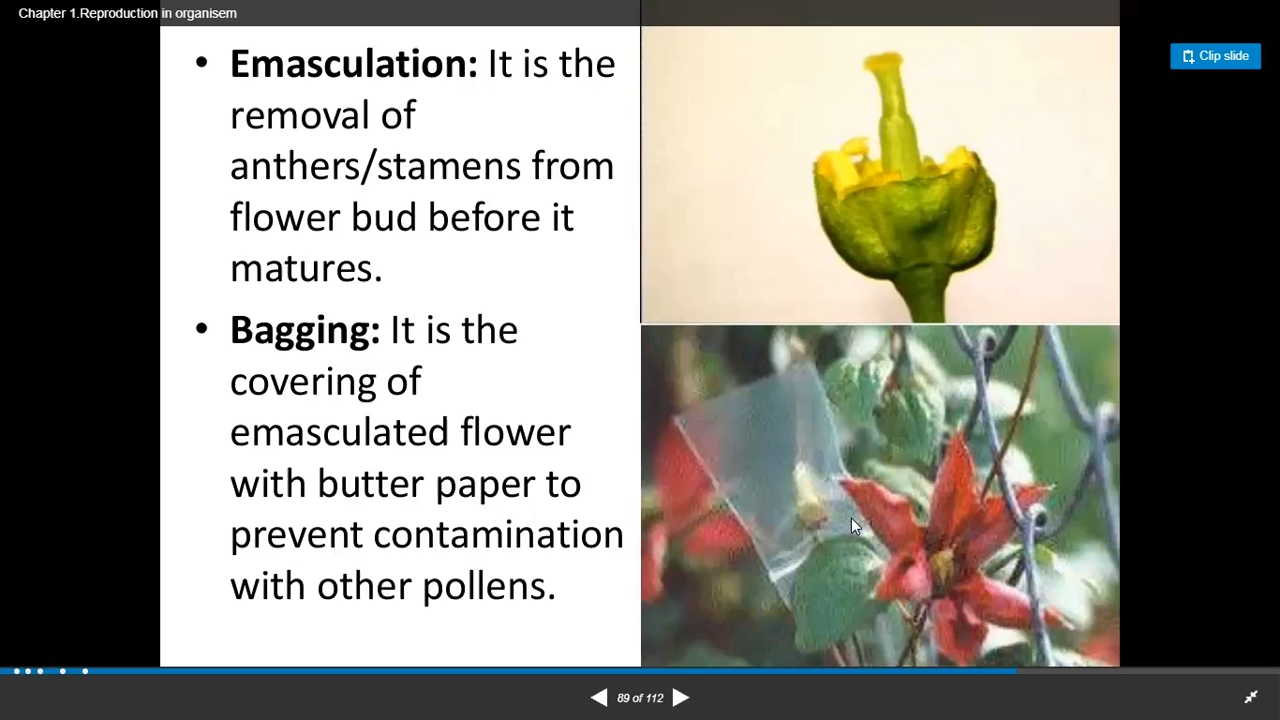 Chapter 1.Reproduction in organisem
Clip slide
• Emasculation: It is the
removal of
anthers/stamens from
flower bud before it
matures.
• Bagging: It is the
covering of
emasculated flower
with butter paper to
prevent contamination
with other pollens.
89 of 112